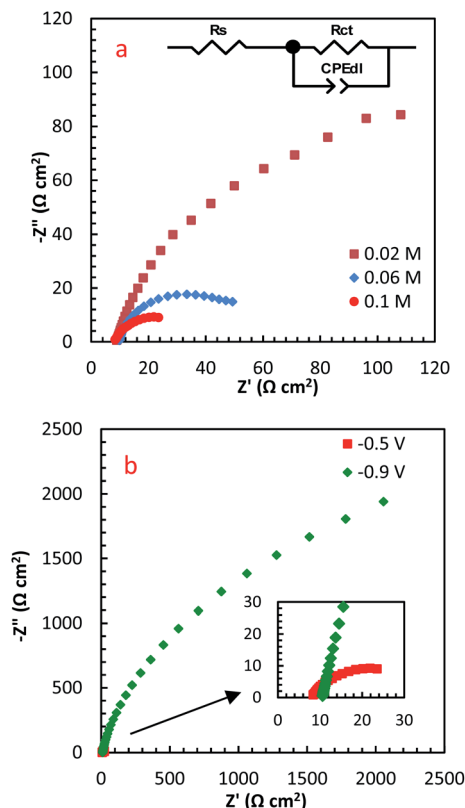 a
Rs
Rct
CPEdl
120
100
80
60
40
20
0
-Z" (Ω cm²)
0.02 M
0.06 M
0.1 M
0 20 40 60 80 100 120
Z' (Ω cm²)
b
-0.5 V
-0.9 V
2500
2000
1500
1000
500
0
-Z" (Ω cm²)
30
20
10
0
0 10 20 30
0 500 1000 1500 2000 2500
Z' (Ω cm²)